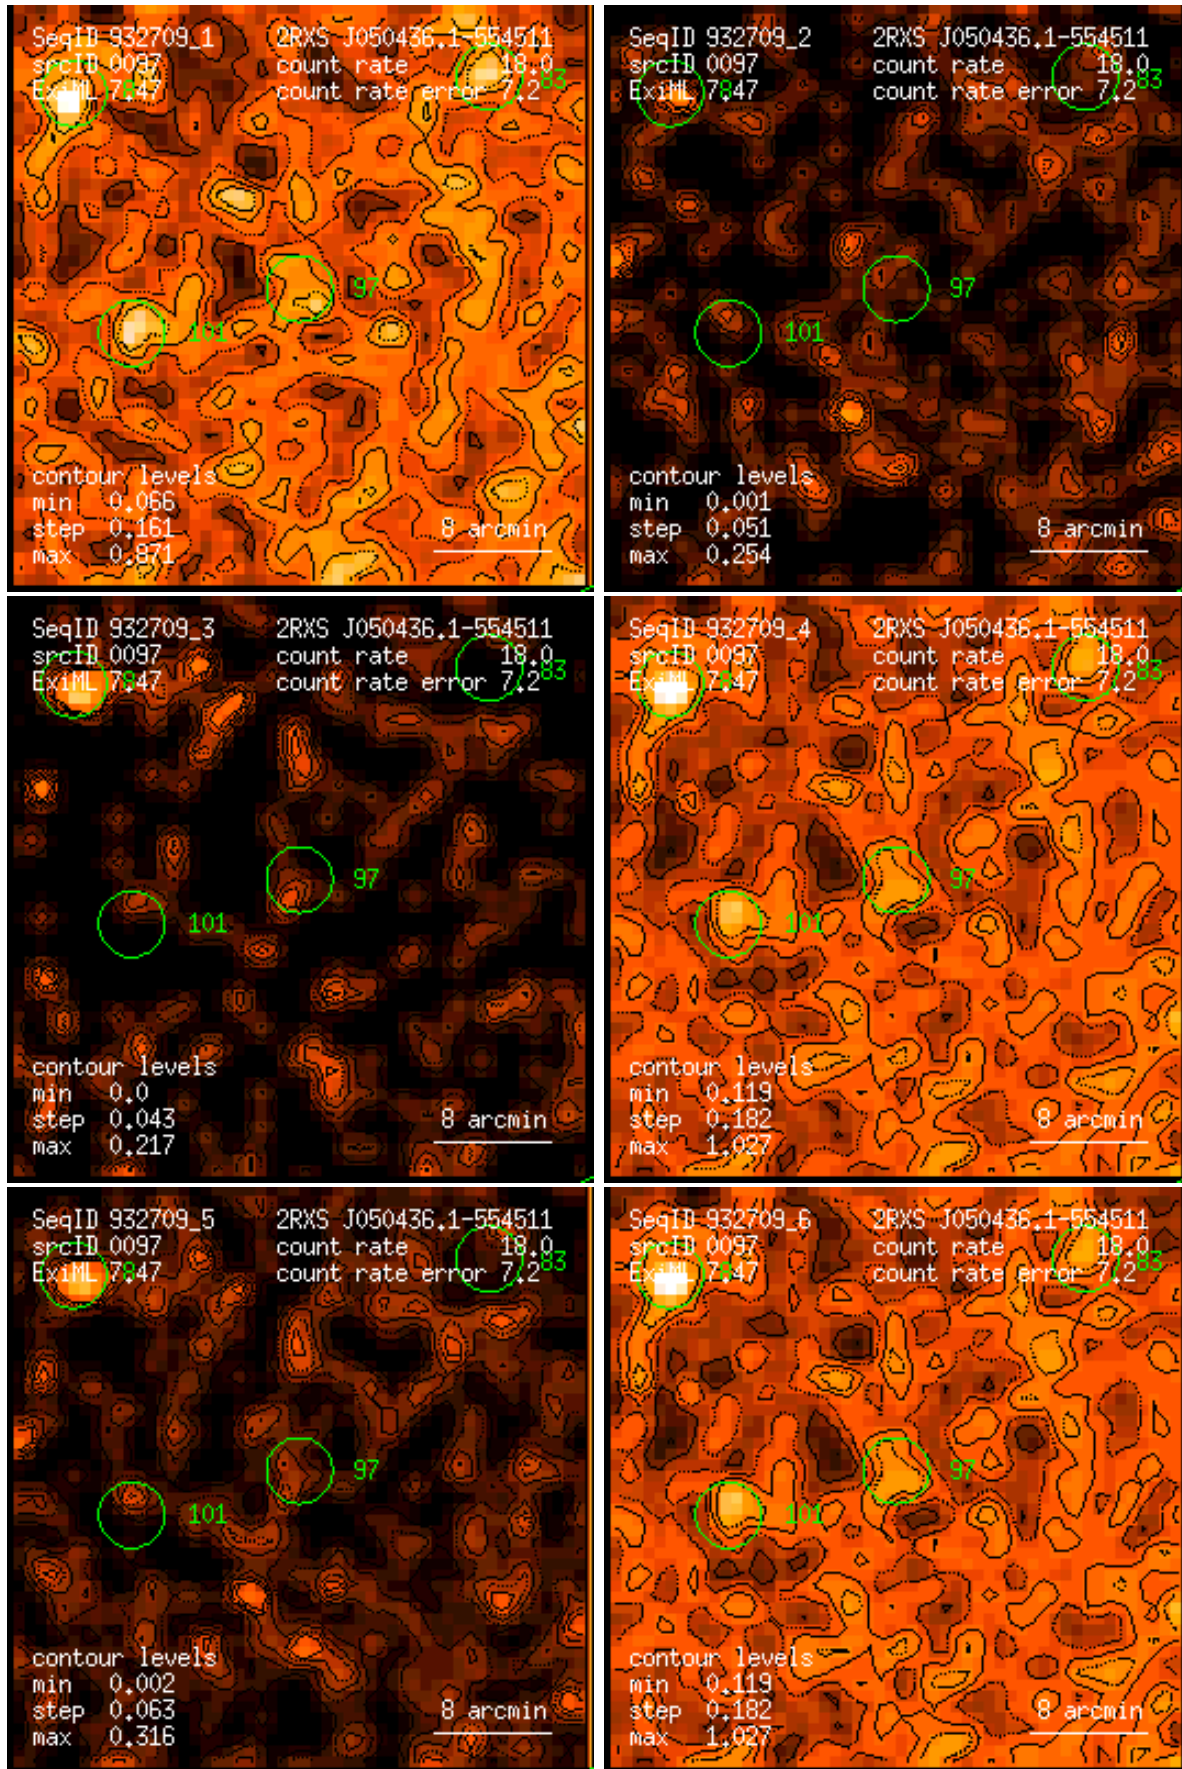 SeqID 932709_1 2RXS J050436.1-554511
srcID 0097 count rate 18.0
ExiML 7.47 count rate error 7.2
78
83
97
101
contour levels
min 0.066
step 0.161
max 0.871
8 arcmin
SeqID 932709_2 2RXS J050436.1-554511
srcID 0097 count rate 18.0
ExiML 7.47 count rate error 7.2
78
83
97
101
contour levels
min 0.001
step 0.051
max 0.254
8 arcmin
SeqID 932709_3 2RXS J050436.1-554511
srcID 0097 count rate 18.0
ExiML 7.47 count rate error 7.2
78
83
97
101
contour levels
min 0.0
step 0.043
max 0.217
8 arcmin
SeqID 932709_4 2RXS J050436.1-554511
srcID 0097 count rate 18.0
ExiML 7.47 count rate error 7.2
78
83
97
101
contour levels
min 0.119
step 0.182
max 1.027
8 arcmin
SeqID 932709_5 2RXS J050436.1-554511
srcID 0097 count rate 18.0
ExiML 7.47 count rate error 7.2
78
83
97
101
contour levels
min 0.002
step 0.063
max 0.316
8 arcmin
SeqID 932709_6 2RXS J050436.1-554511
srcID 0097 count rate 18.0
ExiML 7.47 count rate error 7.2
78
83
97
101
contour levels
min 0.119
step 0.182
max 1.027
8 arcmin